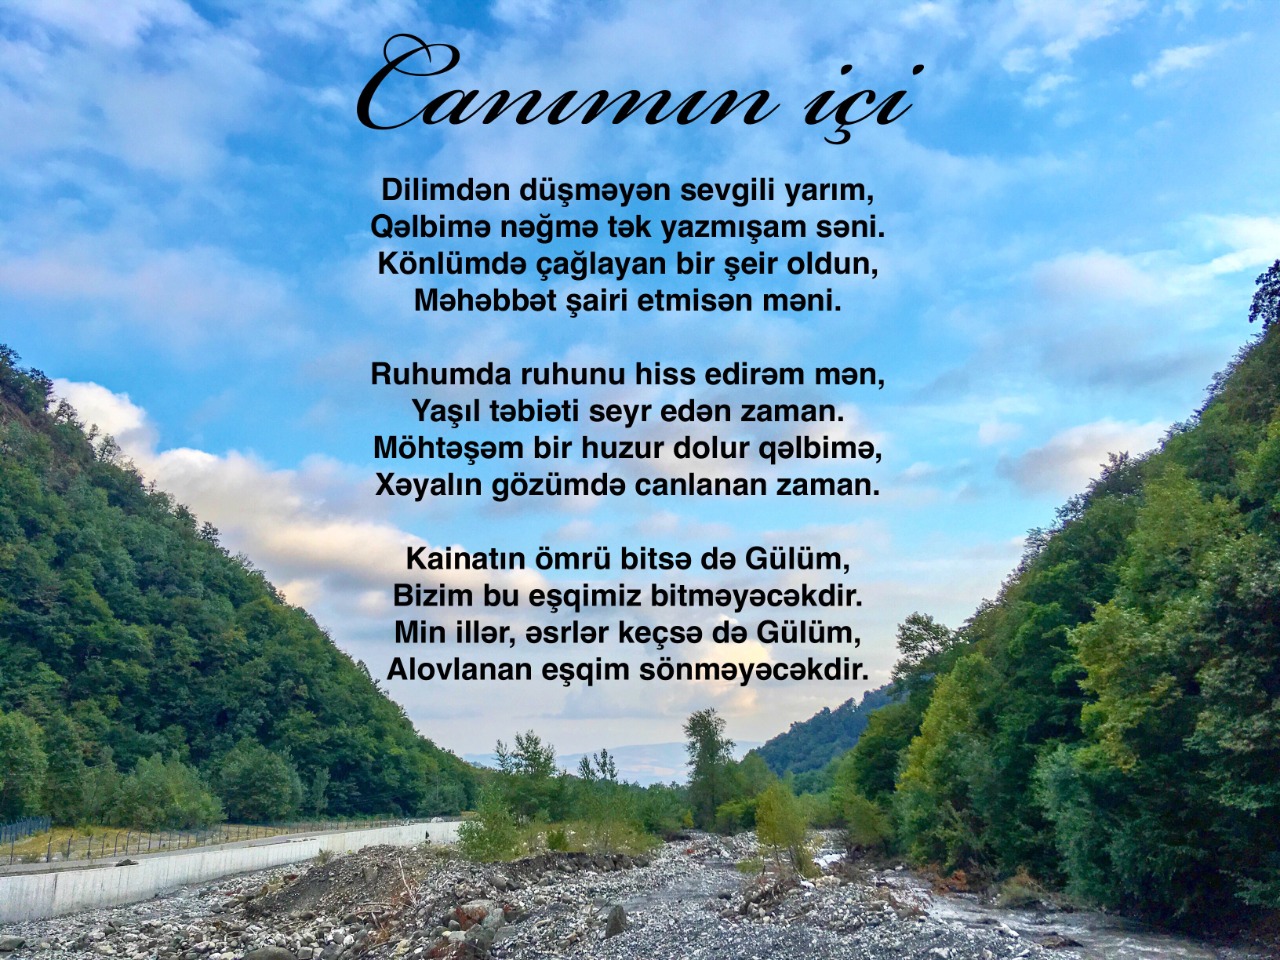 Canımın içi
Dilimdən düşməyən sevgili yarım,
Qəlbimə nəğmə tək yazmışam səni.
Könlümdə çağlayan bir şeir oldun,
Məhəbbət şairi etmisən məni.
Ruhumda ruhunu hiss edirəm mən,
Yaşıl təbiəti seyr edən zaman.
Möhtəşəm bir huzur dolur qəlbimə,
Xəyalın gözümdə canlanan zaman.
Kainatın ömrü bitsə də Gülüm,
Bizim bu eşqimiz bitməyəcəkdir.
Min illər, əsrlər keçsə də Gülüm,
Alovlanan eşqim sönməyəcəkdir.